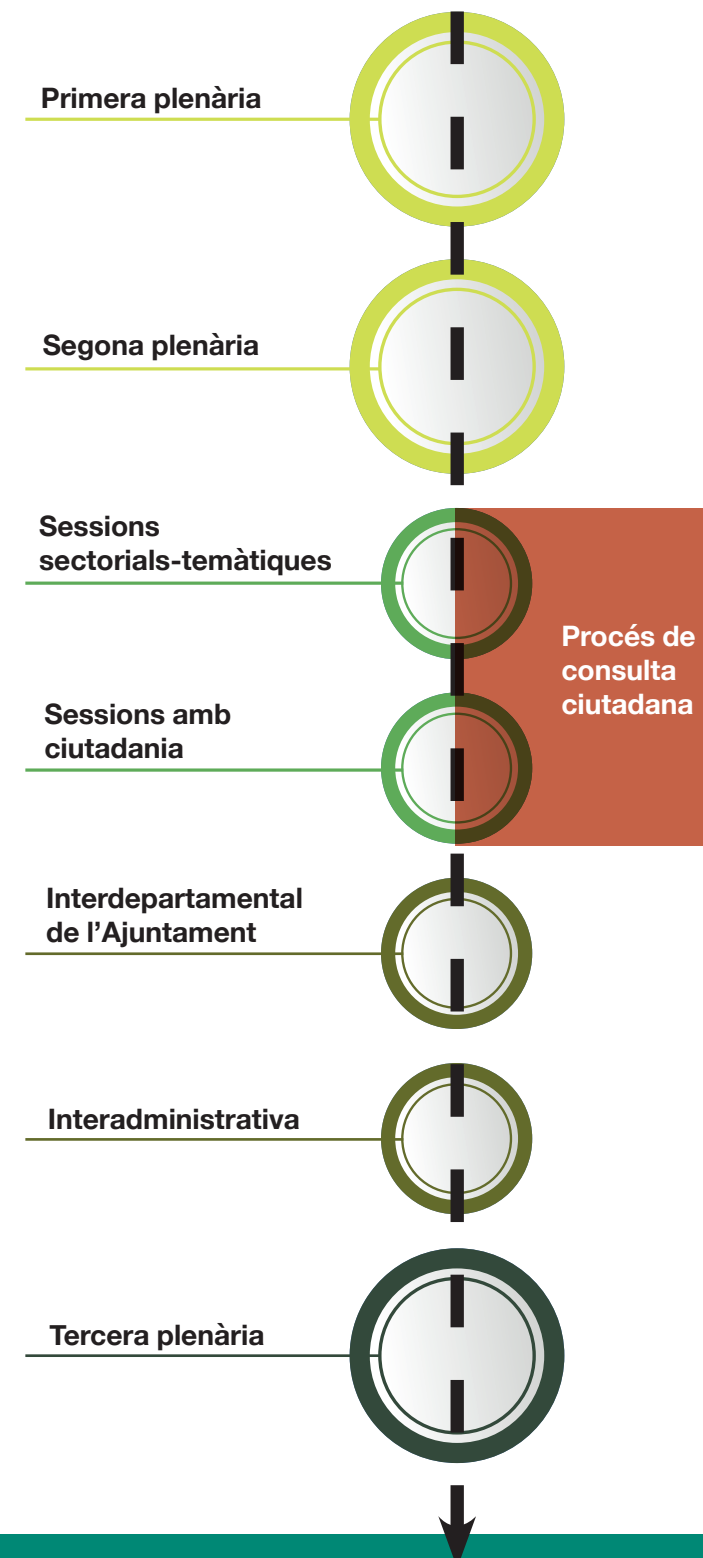 Primera plenària
Segona plenària
Sessions
sectorials-temàtiques
Procés de
consulta
ciutadana
Sessions amb
ciutadania
Interdepartamental
de l’Ajuntament
Interadministrativa
Tercera plenària